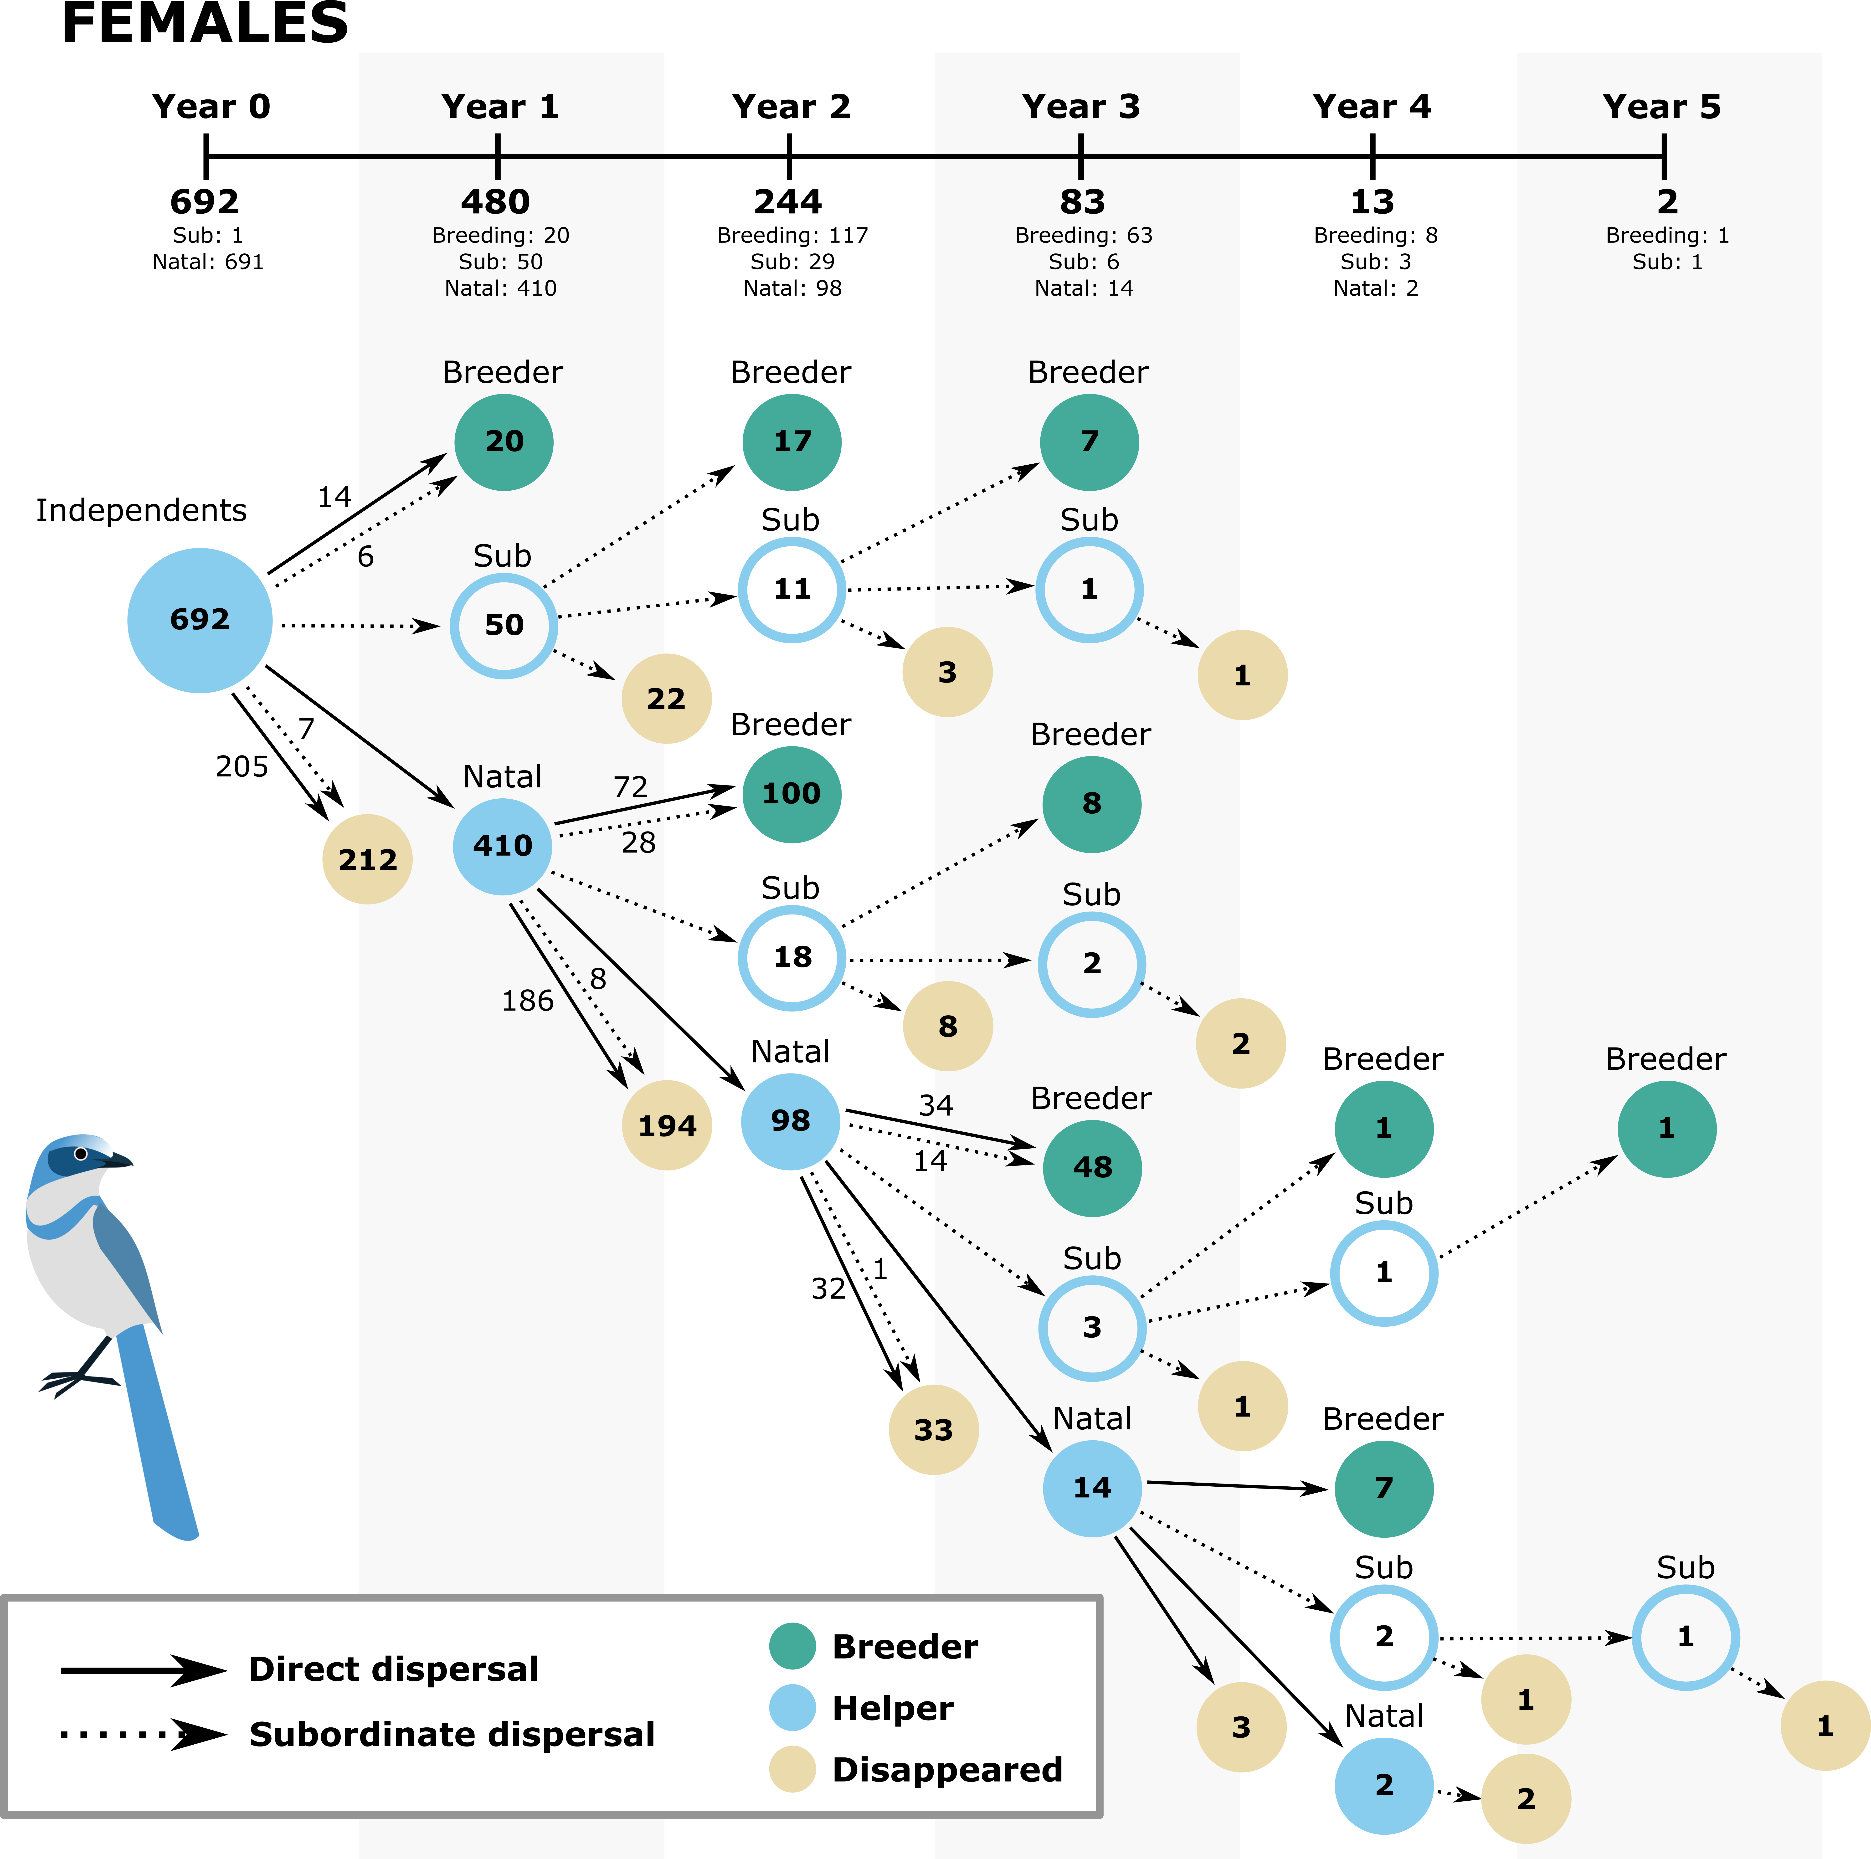 FEMALES
Year 0
Year 1
Year 2
Year 3
Year 4
Year 5
692
480
244
83
13
2
Sub: 1
Natal: 691
Breeding: 20
Sub: 50
Natal: 410
Breeding: 117
Sub: 29
Natal: 98
Breeding: 63
Sub: 6
Natal: 14
Breeding: 8
Sub: 3
Natal: 2
Breeding: 1
Sub: 1
Breeder
Breeder
Breeder
20
17
7
14
Independents
6
Sub
Sub
Sub
692
50
11
1
3
1
22
7
205
212
Breeder
Breeder
Natal
72
100
8
28
410
Sub
Sub
18
2
8
186
8
2
194
Natal
Breeder
Breeder
Breeder
98
34
14
48
1
1
Sub
Sub
1
32
1
3
1
33
Natal
Breeder
14
7
Sub
Sub
2
1
1
1
3
Natal
2
2
Direct dispersal
Subordinate dispersal
Breeder
Helper
Disappeared